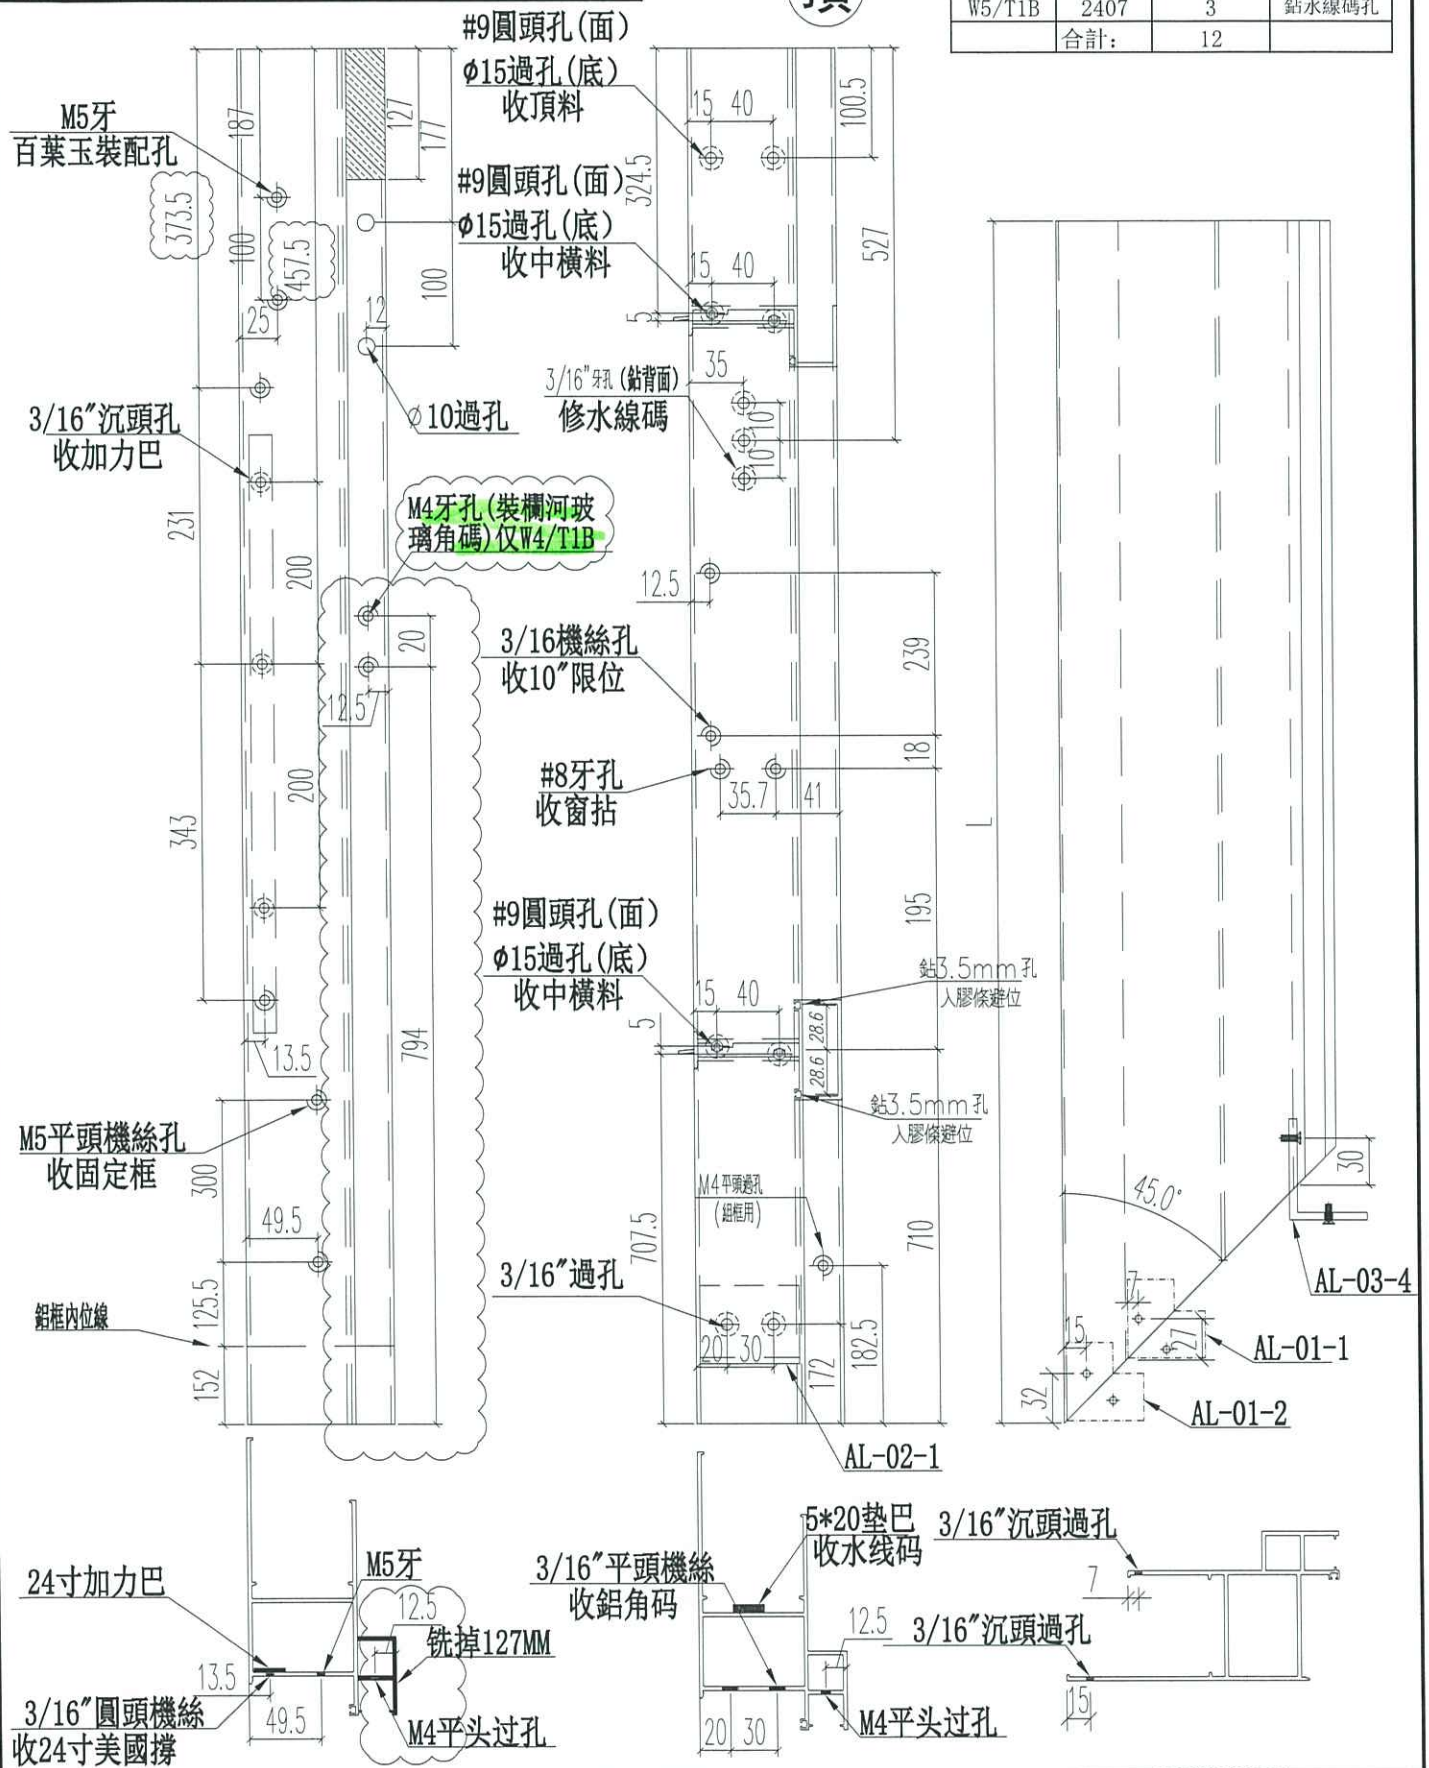 頂
W5/T1B 2407 3 鉆水線碼孔
合計： 12
#9圓頭孔(面)
ϕ15過孔(底)
收頂料
M5牙
百葉玉裝配孔
187
127
177
373.5
100
457.5
25
12
100
15 40
100.5
324.5
#9圓頭孔(面)
ϕ15過孔(底)
收中橫料
527
15 40
5
35
3/16"牙孔(鉆背面)
修水線碼
10
10
∅10過孔
3/16"沉頭孔
收加力巴
M4牙孔(裝欄河玻
璃角碼)仅W4/T1B
231
200
20
12.5
12.5
239
3/16機絲孔
收10"限位
18
#8牙孔
收窗拈
35.7 41
343
200
L
195
#9圓頭孔(面)
ϕ15過孔(底)
收中橫料
15 40
5
28.6
28.6
鉆3.5mm孔
入膠條避位
鉆3.5mm孔
入膠條避位
13.5
794
M5平頭機絲孔
收固定框
300
49.5
125.5
鋁框內位線
152
707.5
M4平頭過孔
(組框用)
710
3/16"過孔
20 30
172
182.5
AL-02-1
45.0°
30
AL-03-4
7
27
AL-01-1
15
32
AL-01-2
24寸加力巴
M5牙
12.5
铣掉127MM
13.5
49.5
3/16"圓頭機絲
收24寸美國撐
M4平头过孔
5*20垫巴
收水线码
3/16"平頭機絲
收鋁角码
12.5
20 30
M4平头过孔
3/16"沉頭過孔
7
3/16"沉頭過孔
15